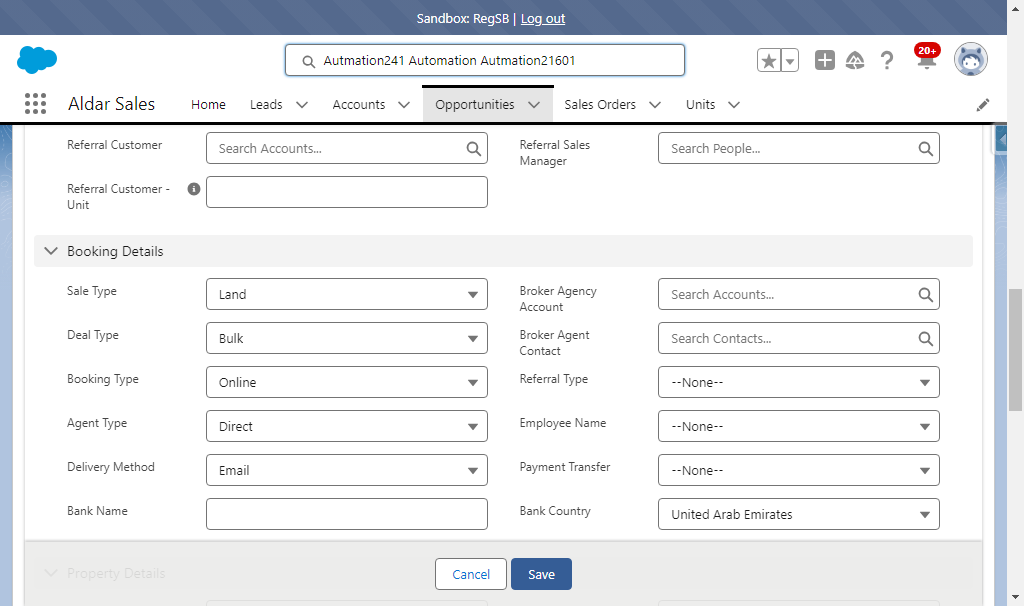 Sandbox: RegSB | Log out
Autmation241 Automation Autmation21601
20+
Aldar Sales
Home
Leads
Accounts
Opportunities
Sales Orders
Units
Referral Customer
Search Accounts...
Referral Sales
Manager
Search People...
Referral Customer -
Unit
Booking Details
Sale Type
Land
Broker Agency
Account
Search Accounts...
Deal Type
Bulk
Broker Agent
Contact
Search Contacts...
Booking Type
Online
Referral Type
--None--
Agent Type
Direct
Employee Name
--None--
Delivery Method
Email
Payment Transfer
--None--
Bank Name
Bank Country
United Arab Emirates
Property Details
Cancel
Save